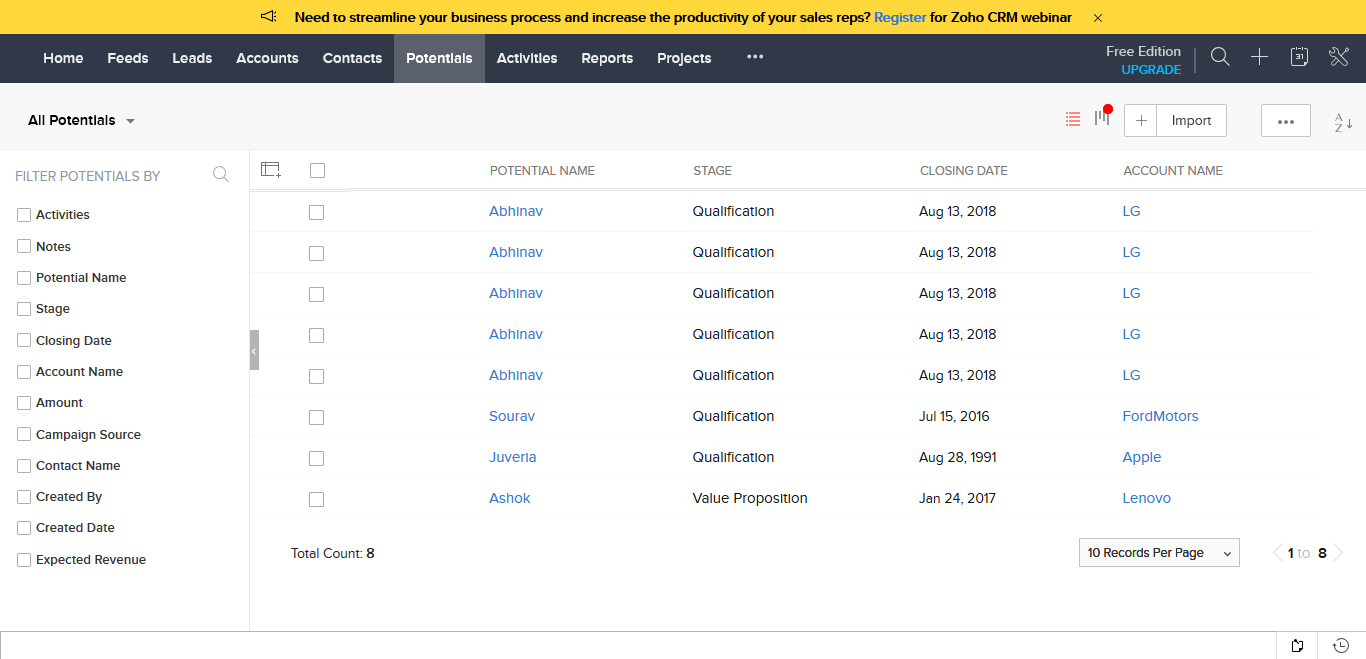 Need to streamline your business process and increase the productivity of your sales reps? Register for Zoho CRM webinar
Home Feeds Leads Accounts Contacts Potentials Activities Reports Projects
Free Edition
UPGRADE
31
All Potentials
Import
A
Z
FILTER POTENTIALS BY
Activities
Notes
Potential Name
Stage
Closing Date
Account Name
Amount
Campaign Source
Contact Name
Created By
Created Date
Expected Revenue
POTENTIAL NAME STAGE CLOSING DATE ACCOUNT NAME
Abhinav Qualification Aug 13, 2018 LG
Abhinav Qualification Aug 13, 2018 LG
Abhinav Qualification Aug 13, 2018 LG
Abhinav Qualification Aug 13, 2018 LG
Abhinav Qualification Aug 13, 2018 LG
Sourav Qualification Jul 15, 2016 FordMotors
Juveria Qualification Aug 28, 1991 Apple
Ashok Value Proposition Jan 24, 2017 Lenovo
Total Count: 8
10 Records Per Page
1 to 8